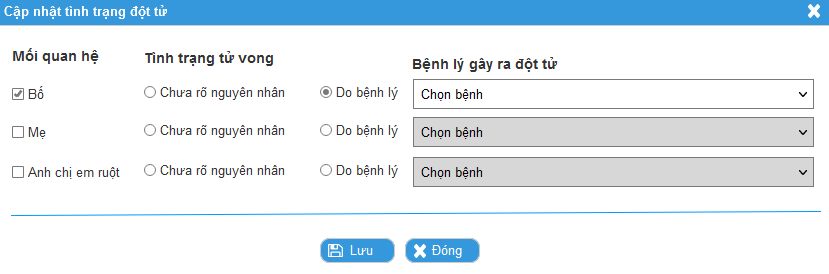 Cập nhật tình trạng đột tử
Mối quan hệ Tình trạng tử vong Bệnh lý gây ra đột tử
Bố Chưa rõ nguyên nhân Do bệnh lý Chọn bệnh
Mẹ Chưa rõ nguyên nhân Do bệnh lý Chọn bệnh
Anh chị em ruột Chưa rõ nguyên nhân Do bệnh lý Chọn bệnh
Lưu Đóng